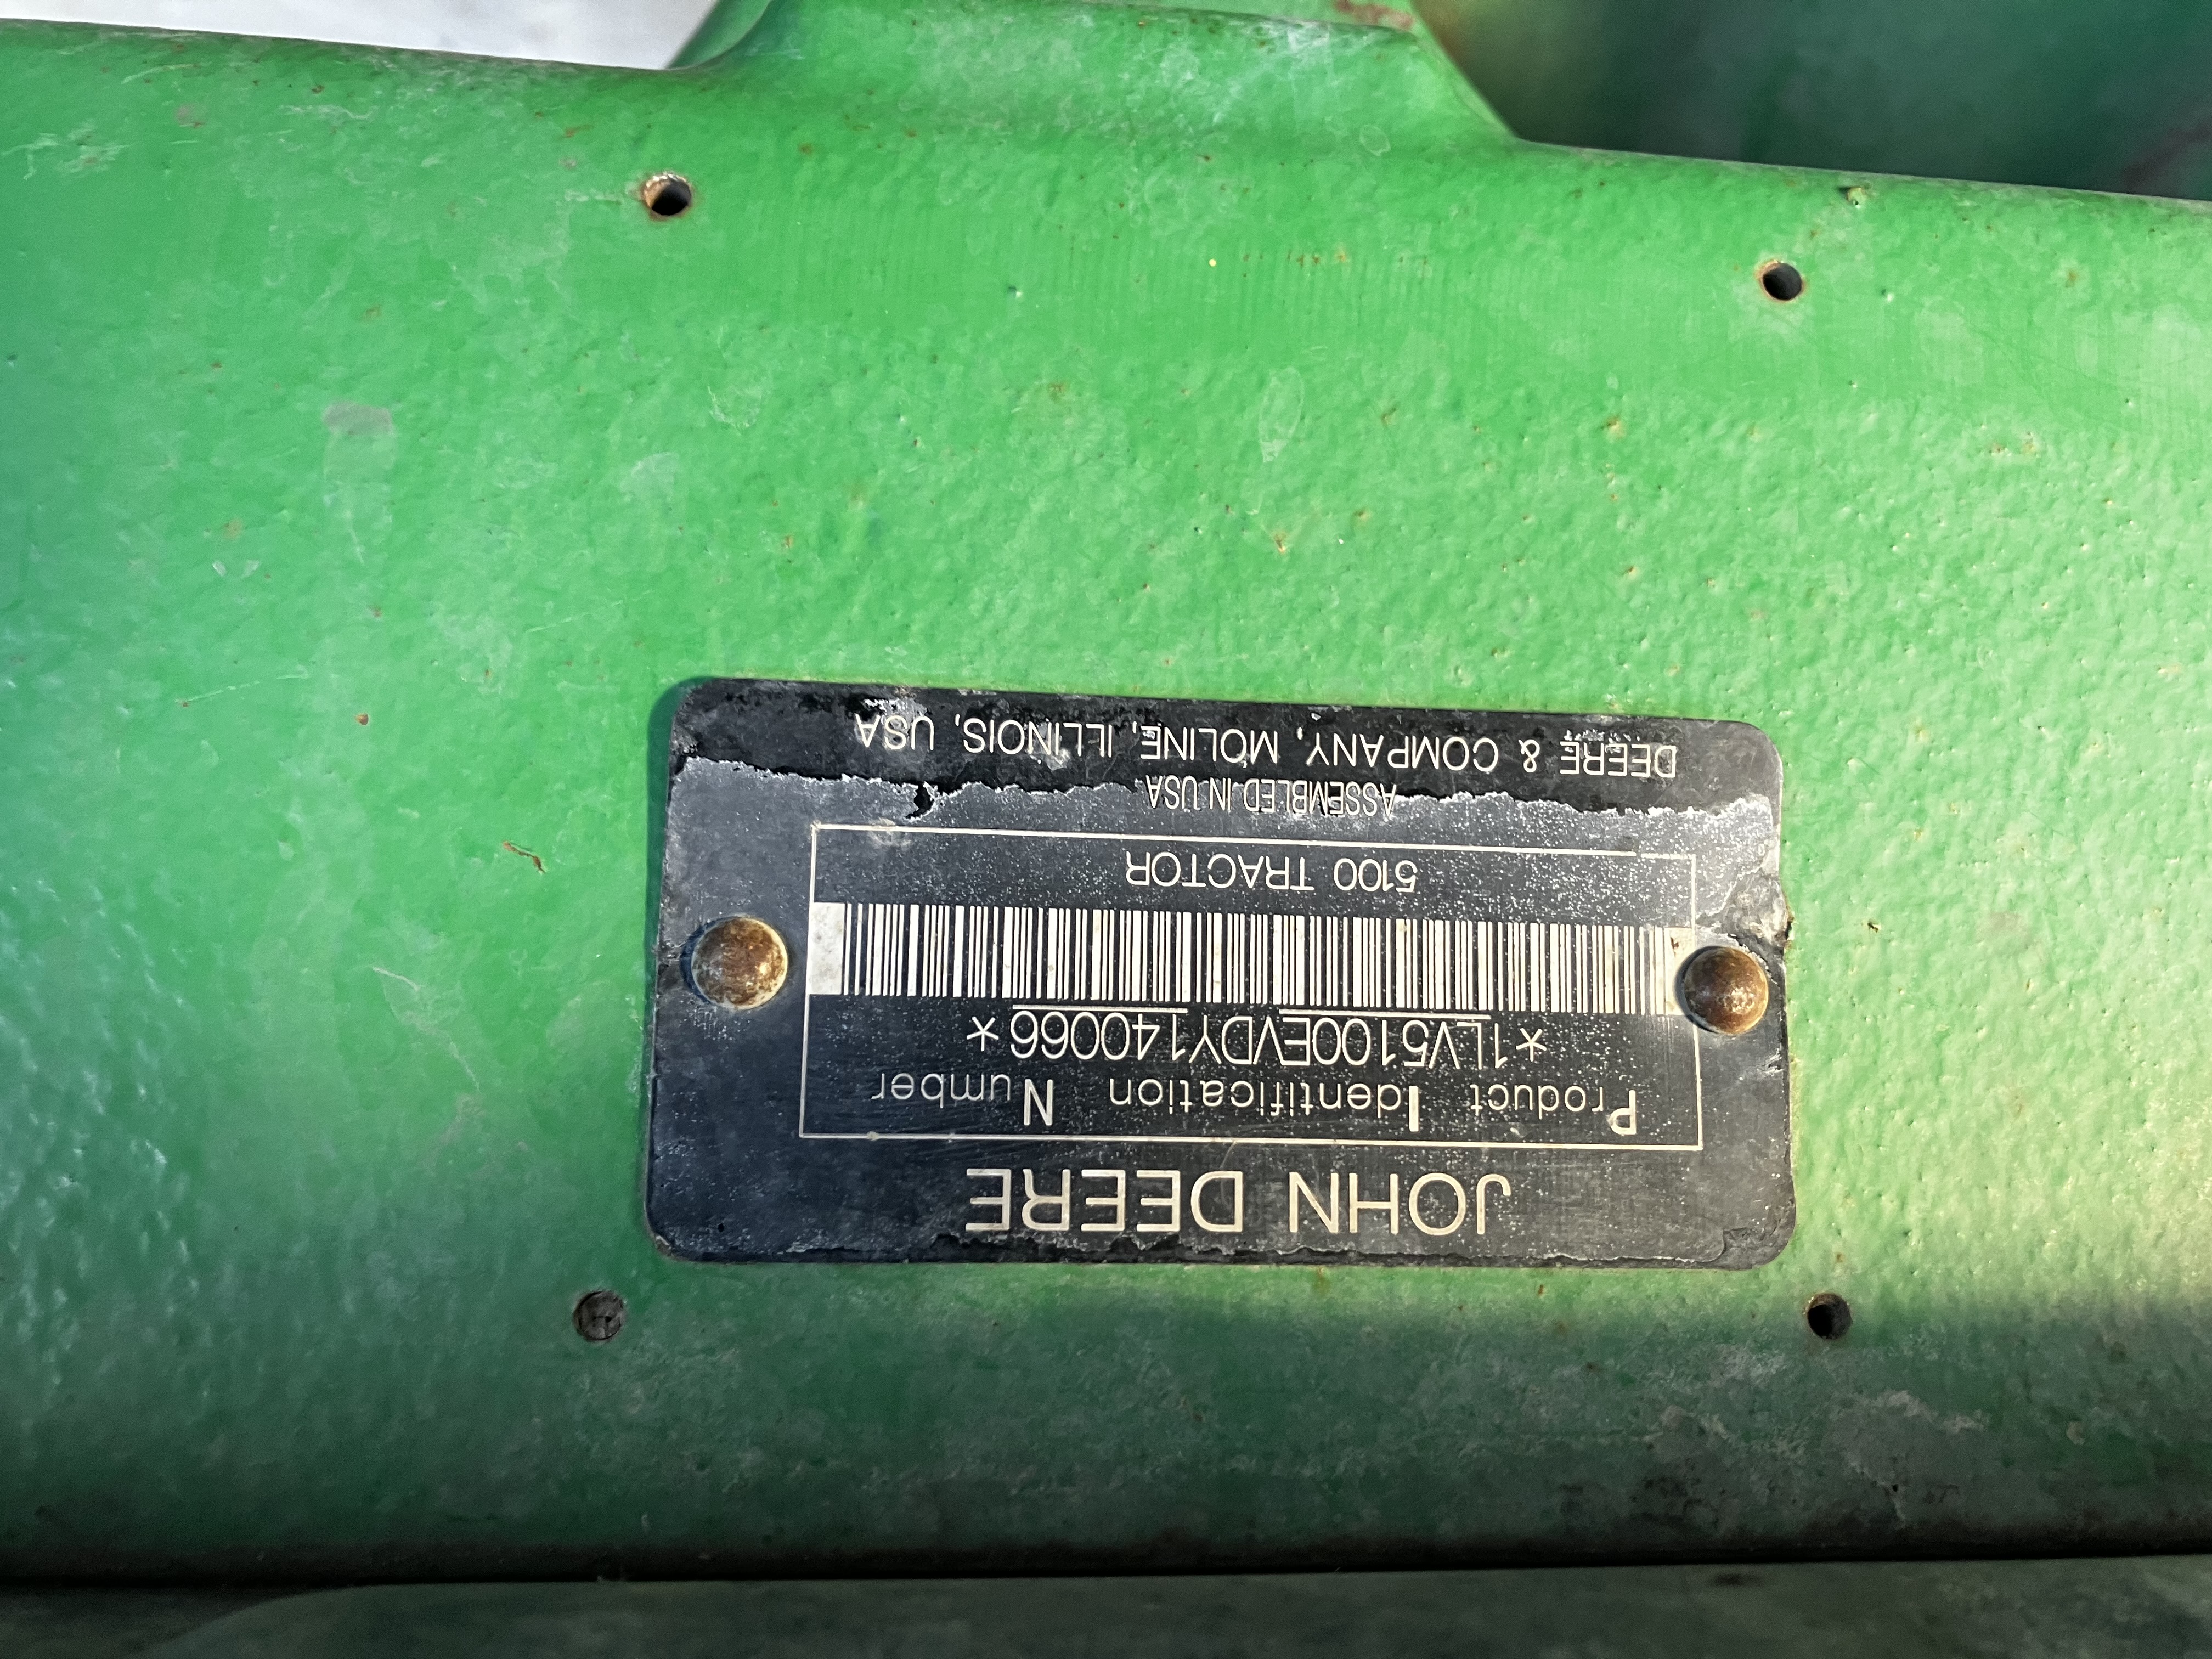 JOHN DEERE
Product Identification Number
*1LV5100EVDY140066*
5100 TRACTOR
ASSEMBLED IN USA
DEERE & COMPANY, MOLINE, ILLINOIS, USA